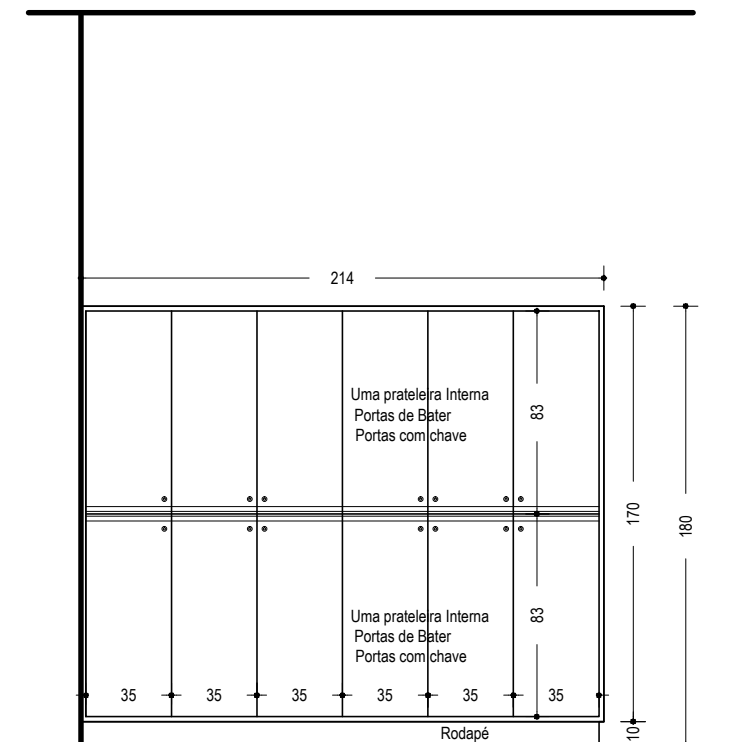 214
Uma prateleira Interna
Portas de Bater
Portas com chave
83
170
180
Uma prateleira Interna
Portas de Bater
Portas com chave
83
35 35 35 35 35 35
Rodapé
10